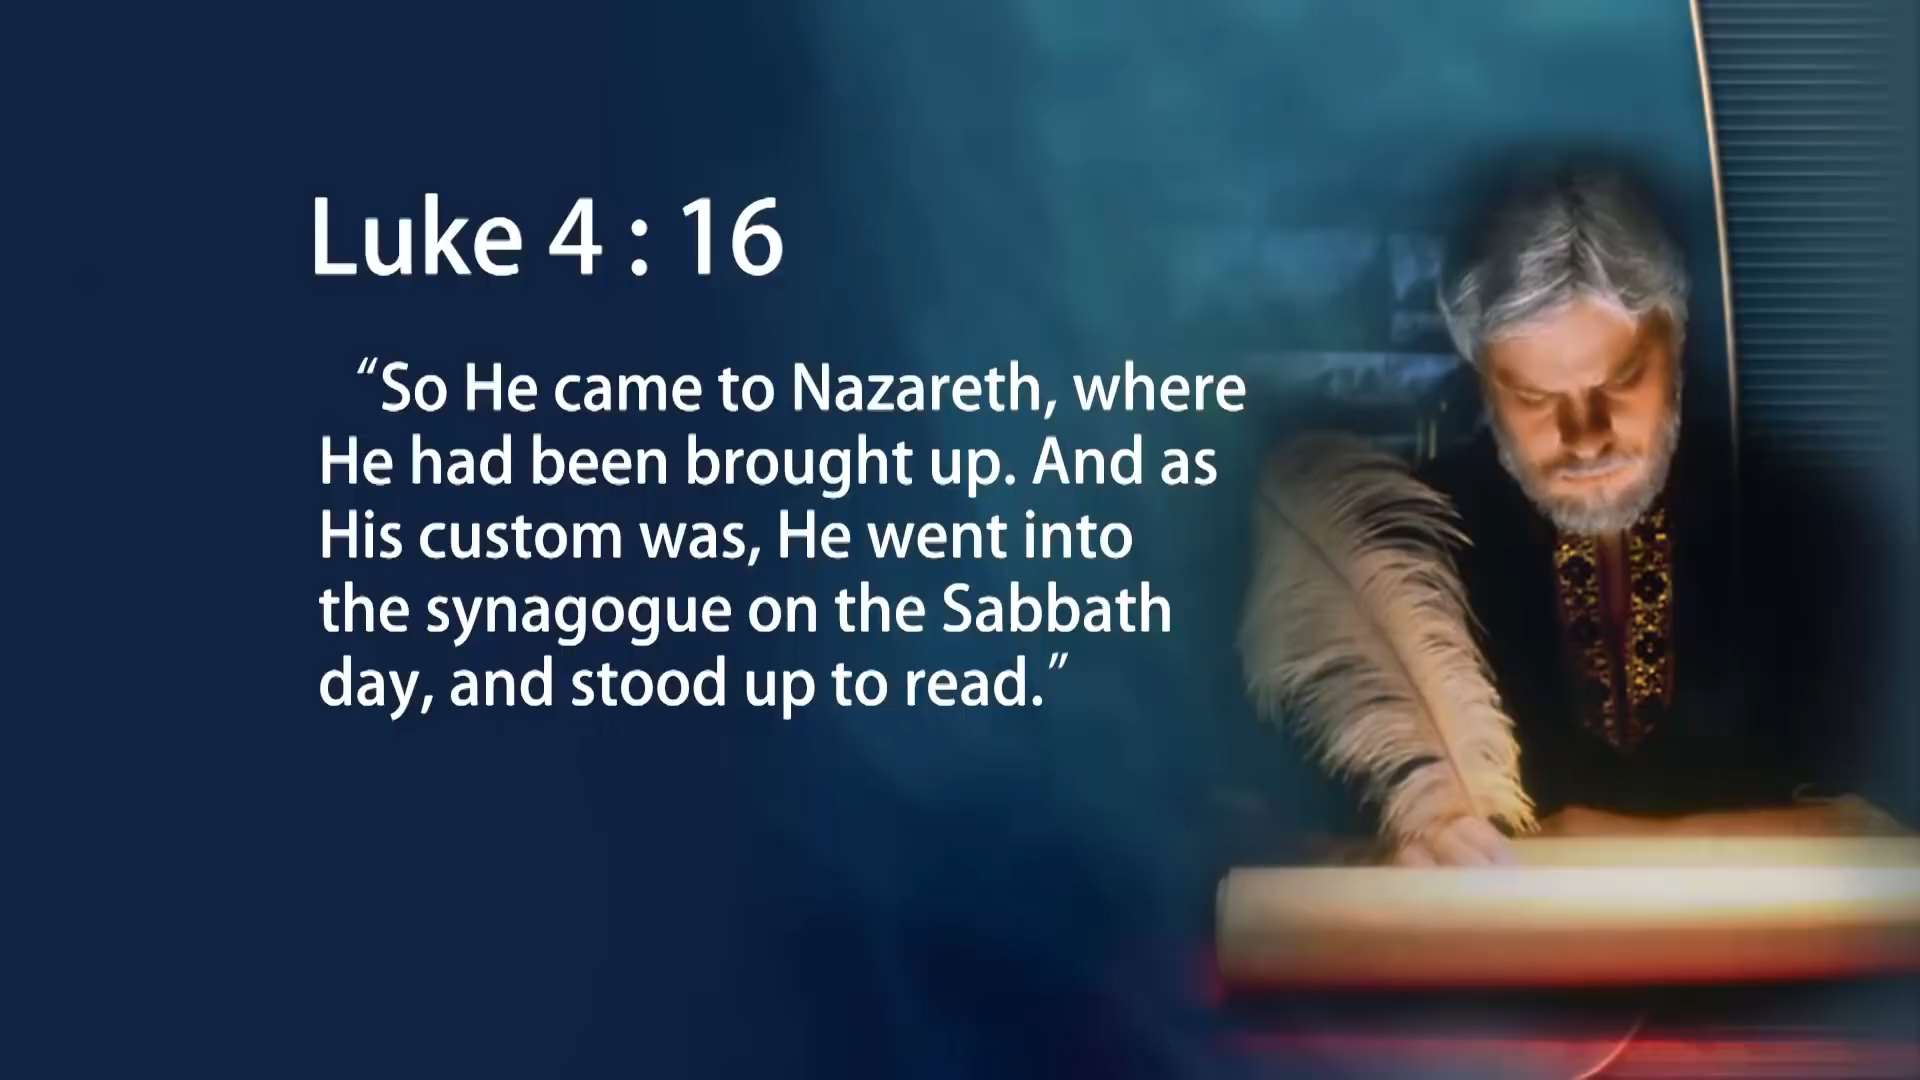 Luke 4 : 16
“So He came to Nazareth, where
He had been brought up. And as
His custom was, He went into
the synagogue on the Sabbath
day, and stood up to read.”